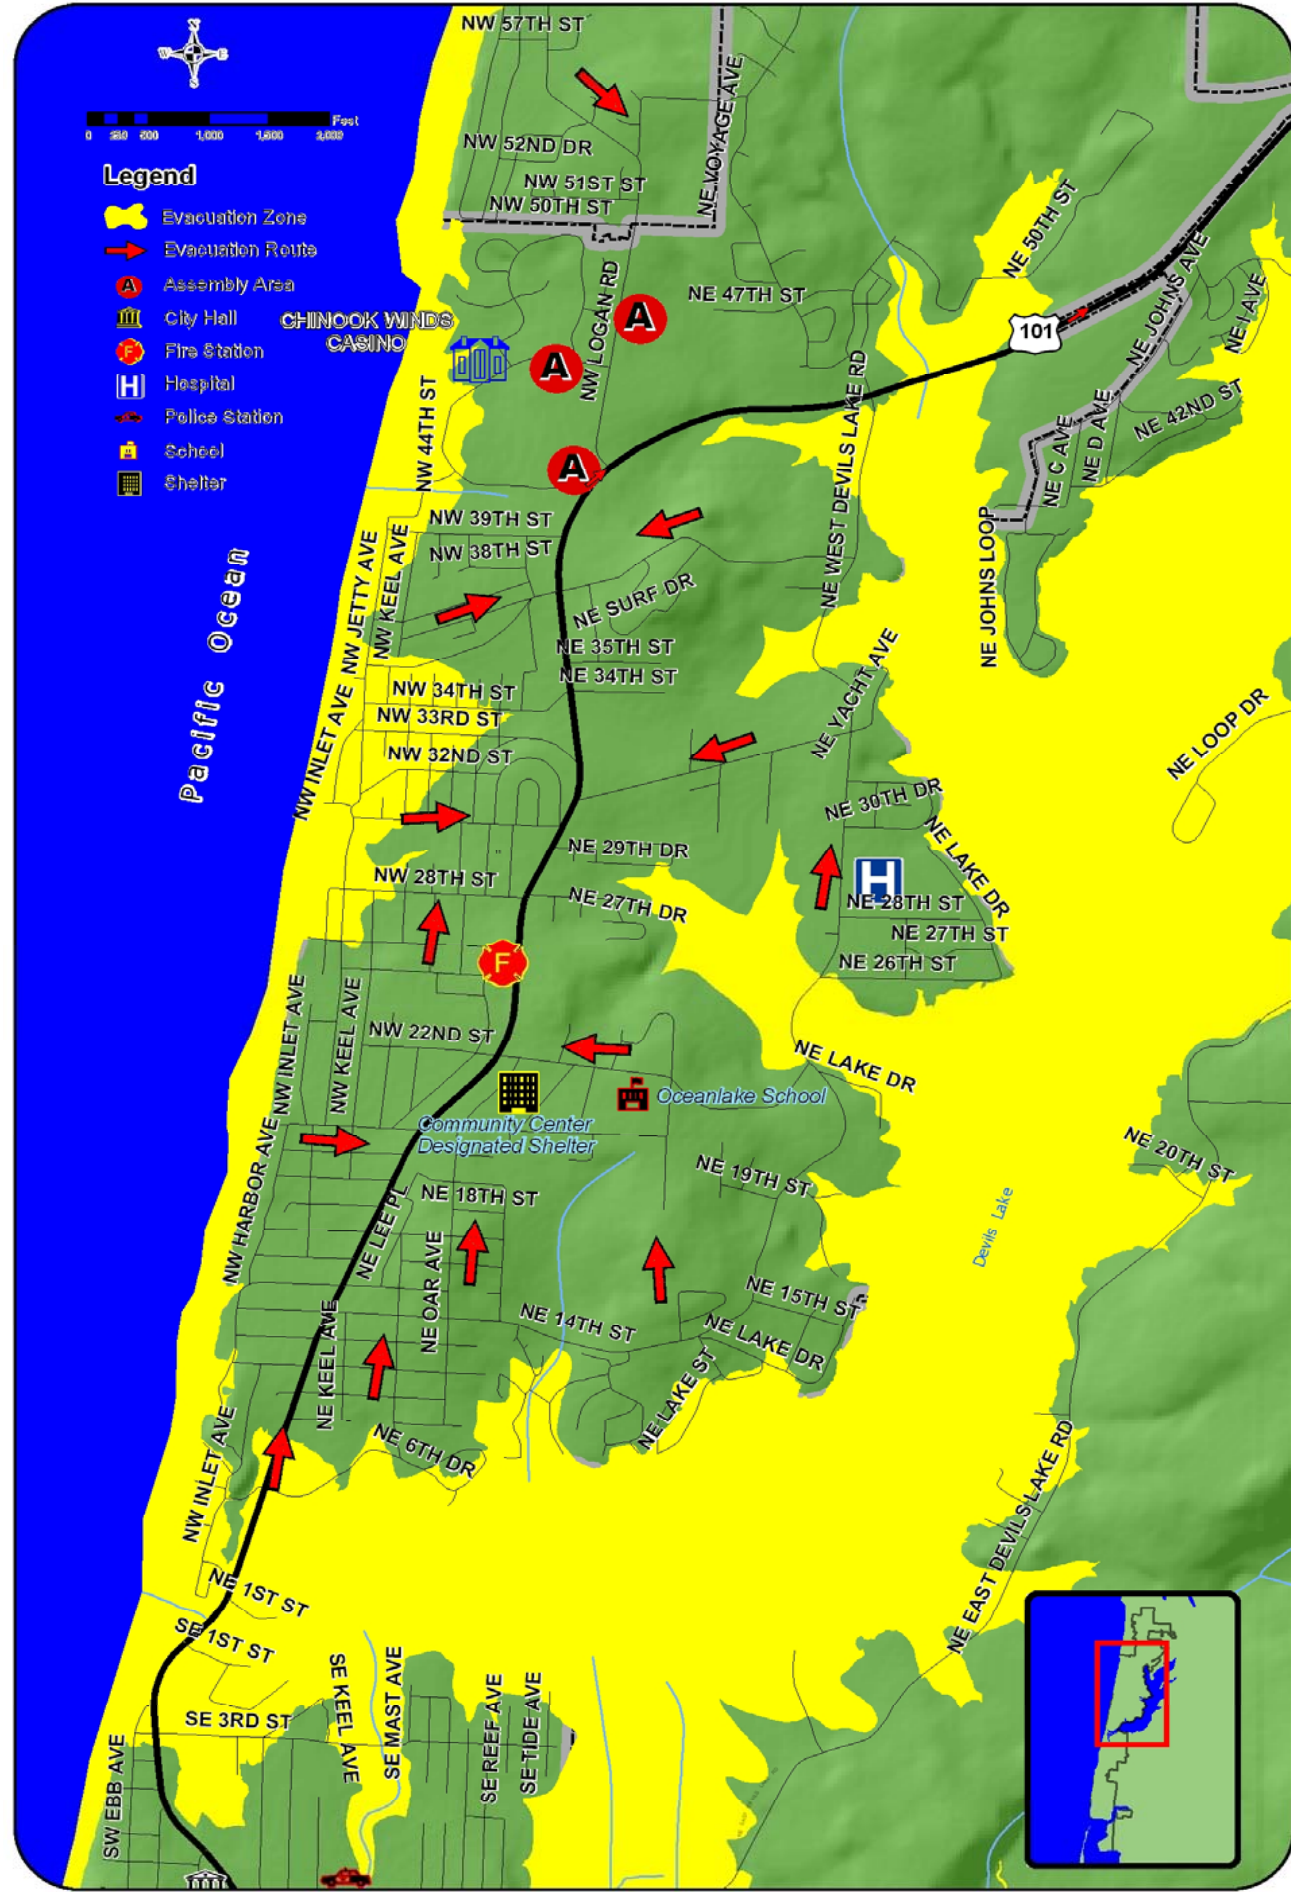 N
W E
S
Feet
0 250 500 1,000 1,500 2,000
Legend
Evacuation Zone
Evacuation Route
A Assembly Area
City Hall
F Fire Station
H Hospital
Police Station
School
Shelter
NW 57TH ST
NW 52ND DR
NW 51ST ST
NW 50TH ST
NE VOYAGE AVE
NE 50TH ST
NE 47TH ST
NW LOGAN RD
A
A
A
CHINOOK WINDS
CASINO
101
NE JOHNS AVE
NE I AVE
NE 42ND ST
NE D AVE
NE C AVE
NE WEST DEVILS LAKE RD
NW 44TH ST
NW 39TH ST
NW 38TH ST
NW JETTY AVE
NW KEEL AVE
NE SURF DR
NE 35TH ST
NE 34TH ST
NE JOHNS LOOP
Pacific Ocean
NW INLET AVE
NW 34TH ST
NW 33RD ST
NW 32ND ST
NE YACHT AVE
NE LOOP DR
NE 30TH DR
NE LAKE DR
NE 29TH DR
NW 28TH ST
NE 27TH DR
H
NE 28TH ST
NE 27TH ST
NE 26TH ST
F
NW INLET AVE
NW KEEL AVE
NW 22ND ST
NE LAKE DR
Oceanlake School
Community Center
Designated Shelter
NW HARBOR AVE
NE 20TH ST
NE 19TH ST
NE 18TH ST
NE LEE PL
NE OAR AVE
Devils Lake
NE 15TH ST
NE 14TH ST
NE LAKE DR
NE KEEL AVE
NE LAKE ST
NE 6TH DR
NW INLET AVE
NE EAST DEVILS LAKE RD
NE 1ST ST
SE 1ST ST
SE KEEL AVE
SE MAST AVE
SE REEF AVE
SE TIDE AVE
SE 3RD ST
SW EBB AVE